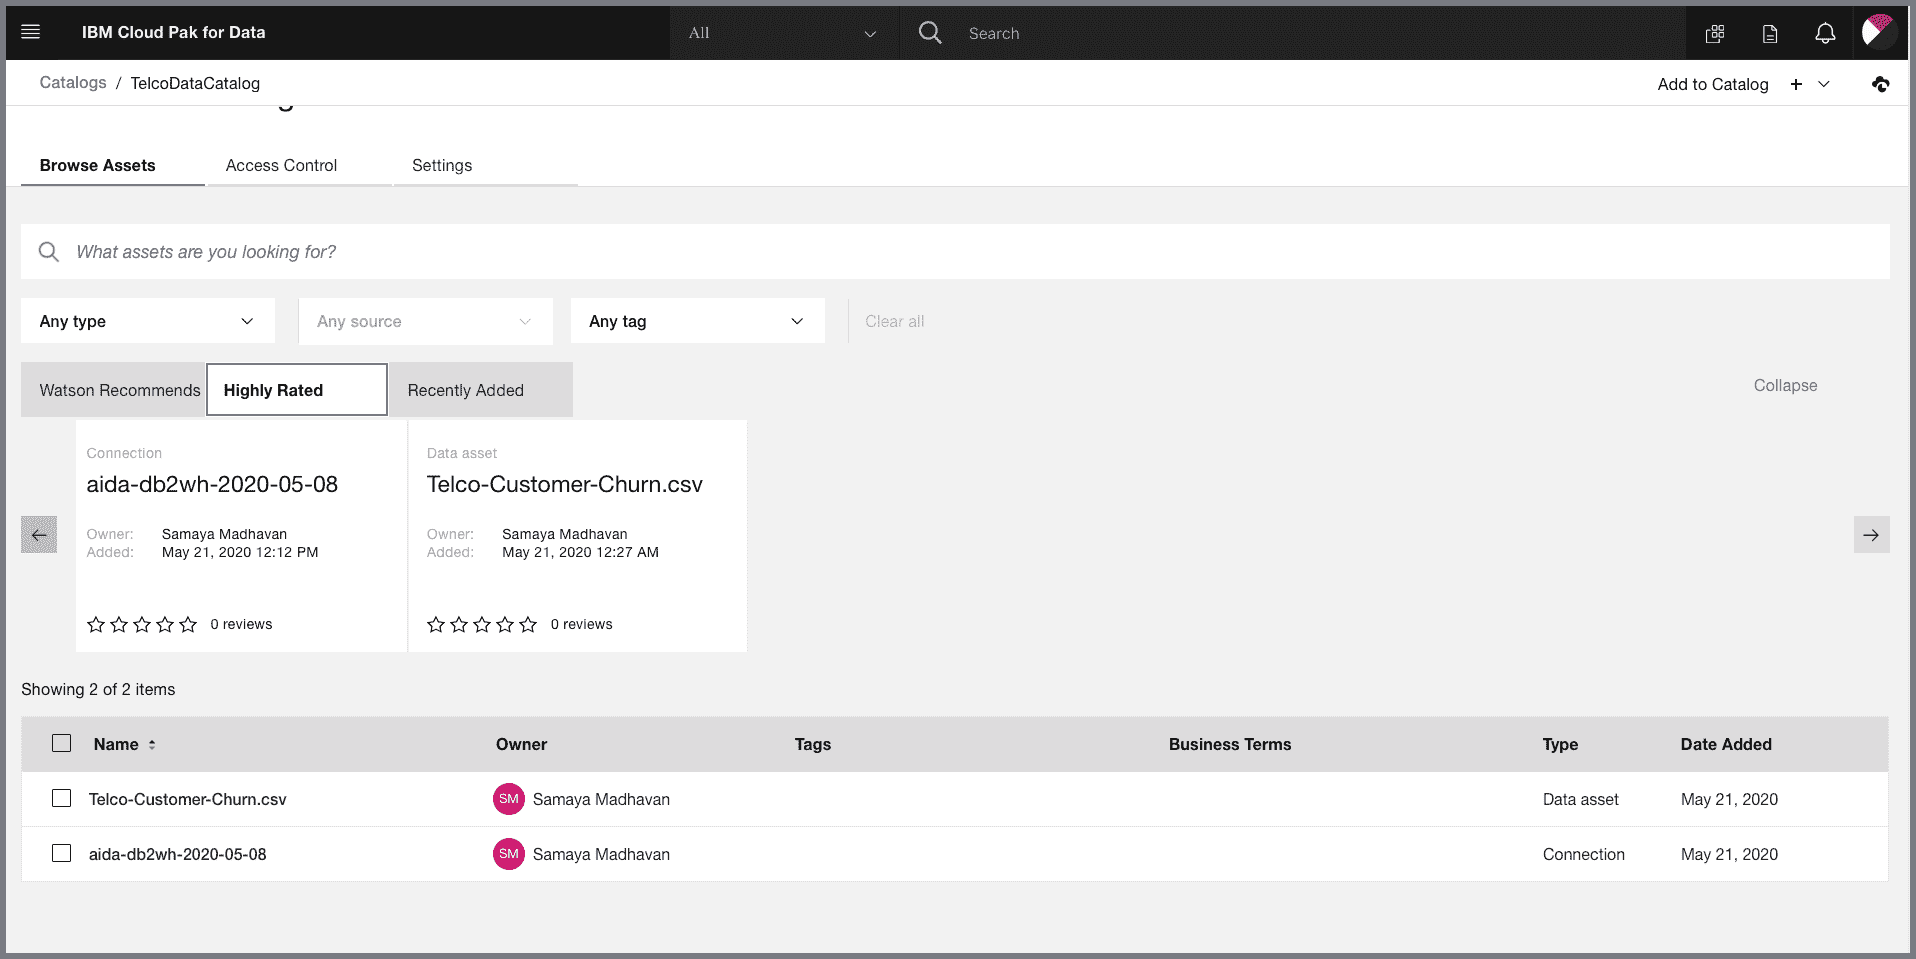 IBM Cloud Pak for Data
All
Search
Catalogs / TelcoDataCatalog
Add to Catalog +
Browse Assets
Access Control
Settings
What assets are you looking for?
Any type
Any source
Any tag
Clear all
Watson Recommends
Highly Rated
Recently Added
Collapse
Connection
aida-db2wh-2020-05-08
Owner: Samaya Madhavan
Added: May 21, 2020 12:12 PM
0 reviews
Data asset
Telco-Customer-Churn.csv
Owner: Samaya Madhavan
Added: May 21, 2020 12:27 AM
0 reviews
Showing 2 of 2 items
Name Owner Tags Business Terms Type Date Added
Telco-Customer-Churn.csv SM Samaya Madhavan Data asset May 21, 2020
aida-db2wh-2020-05-08 SM Samaya Madhavan Connection May 21, 2020